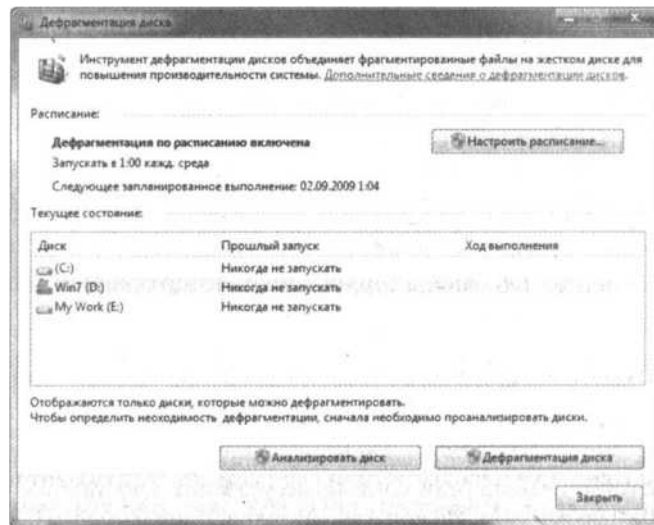 Дефрагментация диска
Инструмент дефрагментации дисков объединяет фрагментированные файлы на жестком диске для
повышения производительности системы. Дополнительные сведения о дефрагментации дисков.
Расписание:
Дефрагментация по расписанию включена
Настроить расписание...
Запускать в 1:00 кажд. среда
Следующее запланированное выполнение: 02.09.2009 1:04
Текущее состояние:
Диск Прошлый запуск Ход выполнения
(C:) Никогда не запускать
Win7 (D:) Никогда не запускать
My Work (E:) Никогда не запускать
Отображаются только диски, которые можно дефрагментировать.
Чтобы определить неоходимость дефрагментации, сначала необходимо проанализировать диски.
Анализировать диск Дефрагментация диска
Закрыть